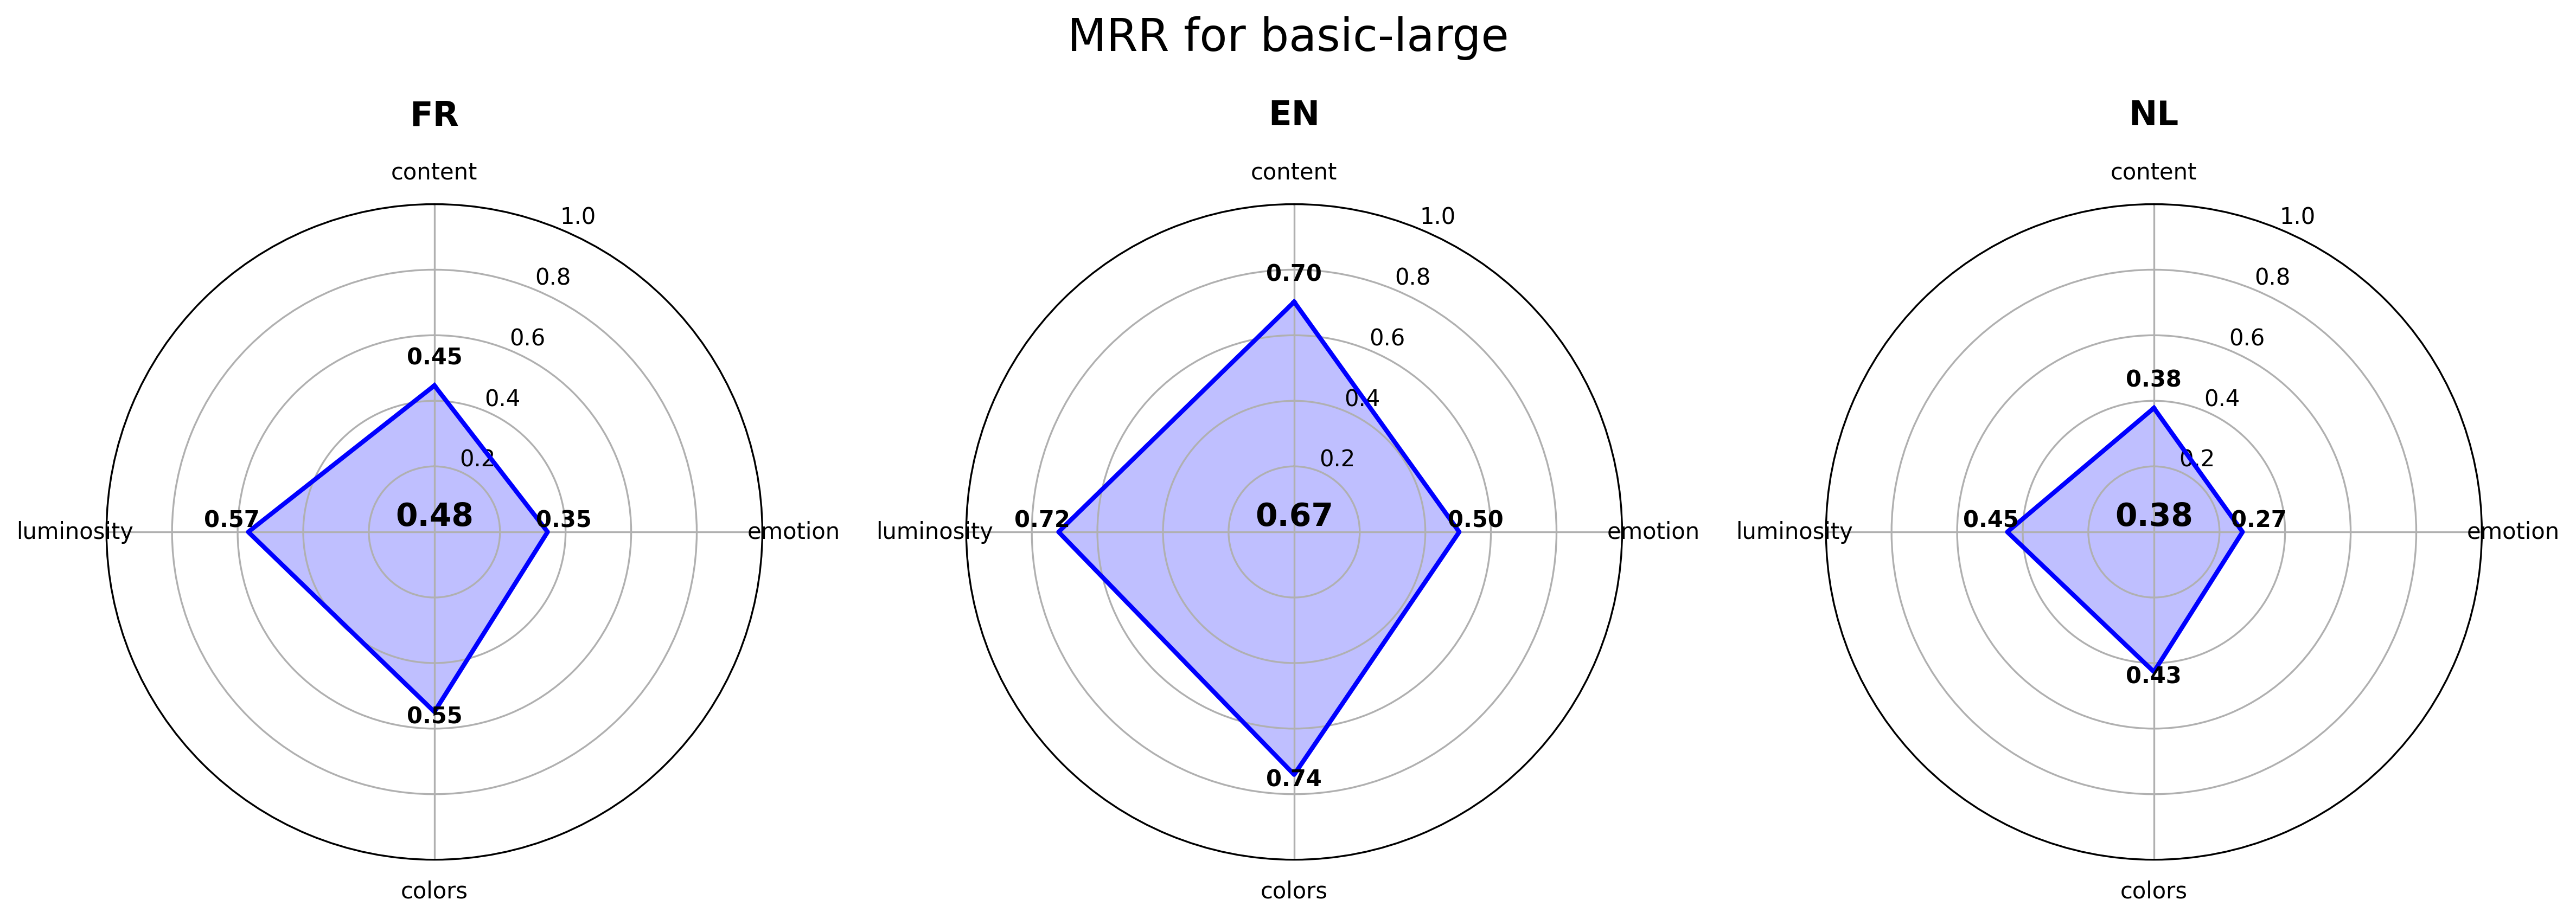 MRR for basic-large
FR
content
1.0
0.8
0.6
0.45
0.4
0.2
0.48
0.57
0.35
luminosity
emotion
0.55
colors
EN
content
1.0
0.70
0.8
0.6
0.4
0.2
0.67
0.72
0.50
luminosity
emotion
0.74
colors
NL
content
1.0
0.8
0.6
0.38
0.4
0.2
0.38
0.45
0.27
luminosity
emotion
0.43
colors